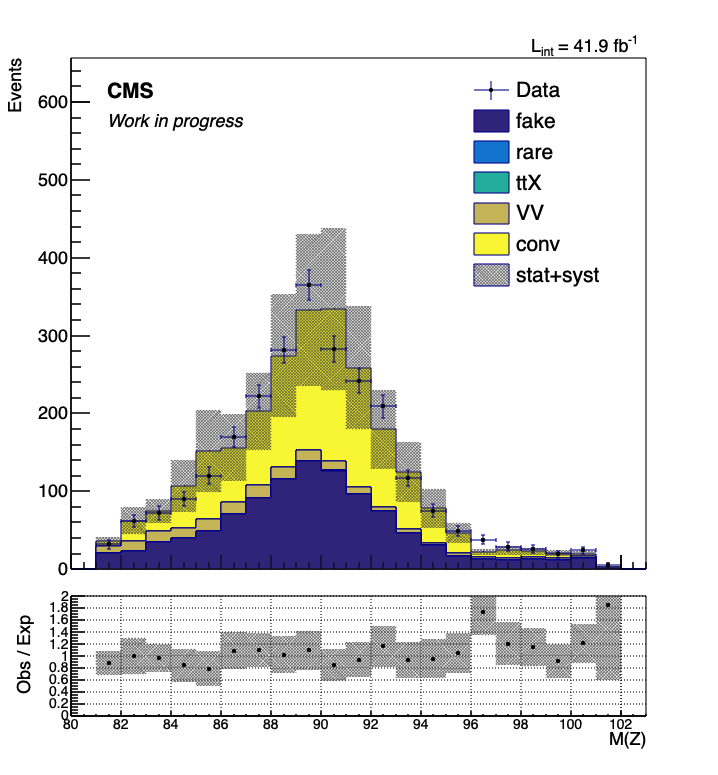 L_int = 41.9 fb^-1
Events
CMS
Work in progress
Data
fake
rare
ttX
VV
conv
stat+syst
600
500
400
300
200
100
0
Obs / Exp
2
1.8
1.6
1.4
1.2
1
0.8
0.6
0.4
0.2
0
80 82 84 86 88 90 92 94 96 98 100 102
M(Z)